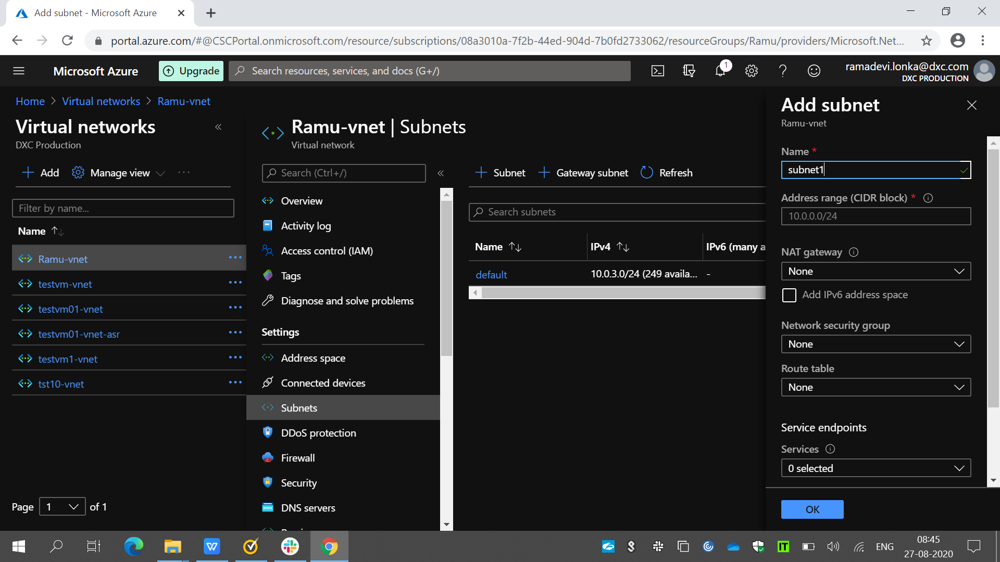 Add subnet - Microsoft Azure
portal.azure.com/#@CSCPortal.onmicrosoft.com/resource/subscriptions/08a3010a-7f2b-44ed-904d-7b0fd2733062/resourceGroups/Ramu/providers/Microsoft.Net...
Microsoft Azure
Upgrade
Search resources, services, and docs (G+/)
1
ramadevi.lonka@dxc.com
DXC PRODUCTION
Home > Virtual networks > Ramu-vnet
Virtual networks
DXC Production
Add
Manage view
Filter by name...
Name
Ramu-vnet
testvm-vnet
testvm01-vnet
testvm01-vnet-asr
testvm1-vnet
tst10-vnet
Page 1 of 1
Ramu-vnet | Subnets
Virtual network
Search (Ctrl+/)
Overview
Activity log
Access control (IAM)
Tags
Diagnose and solve problems
Settings
Address space
Connected devices
Subnets
DDoS protection
Firewall
Security
DNS servers
Subnet
Gateway subnet
Refresh
Search subnets
Name IPv4 IPv6 (many a
default 10.0.3.0/24 (249 availa... -
Add subnet
Ramu-vnet
Name *
subnet1
Address range (CIDR block) *
10.0.0.0/24
NAT gateway
None
Add IPv6 address space
Network security group
None
Route table
None
Service endpoints
Services
0 selected
OK
ENG
08:45
27-08-2020